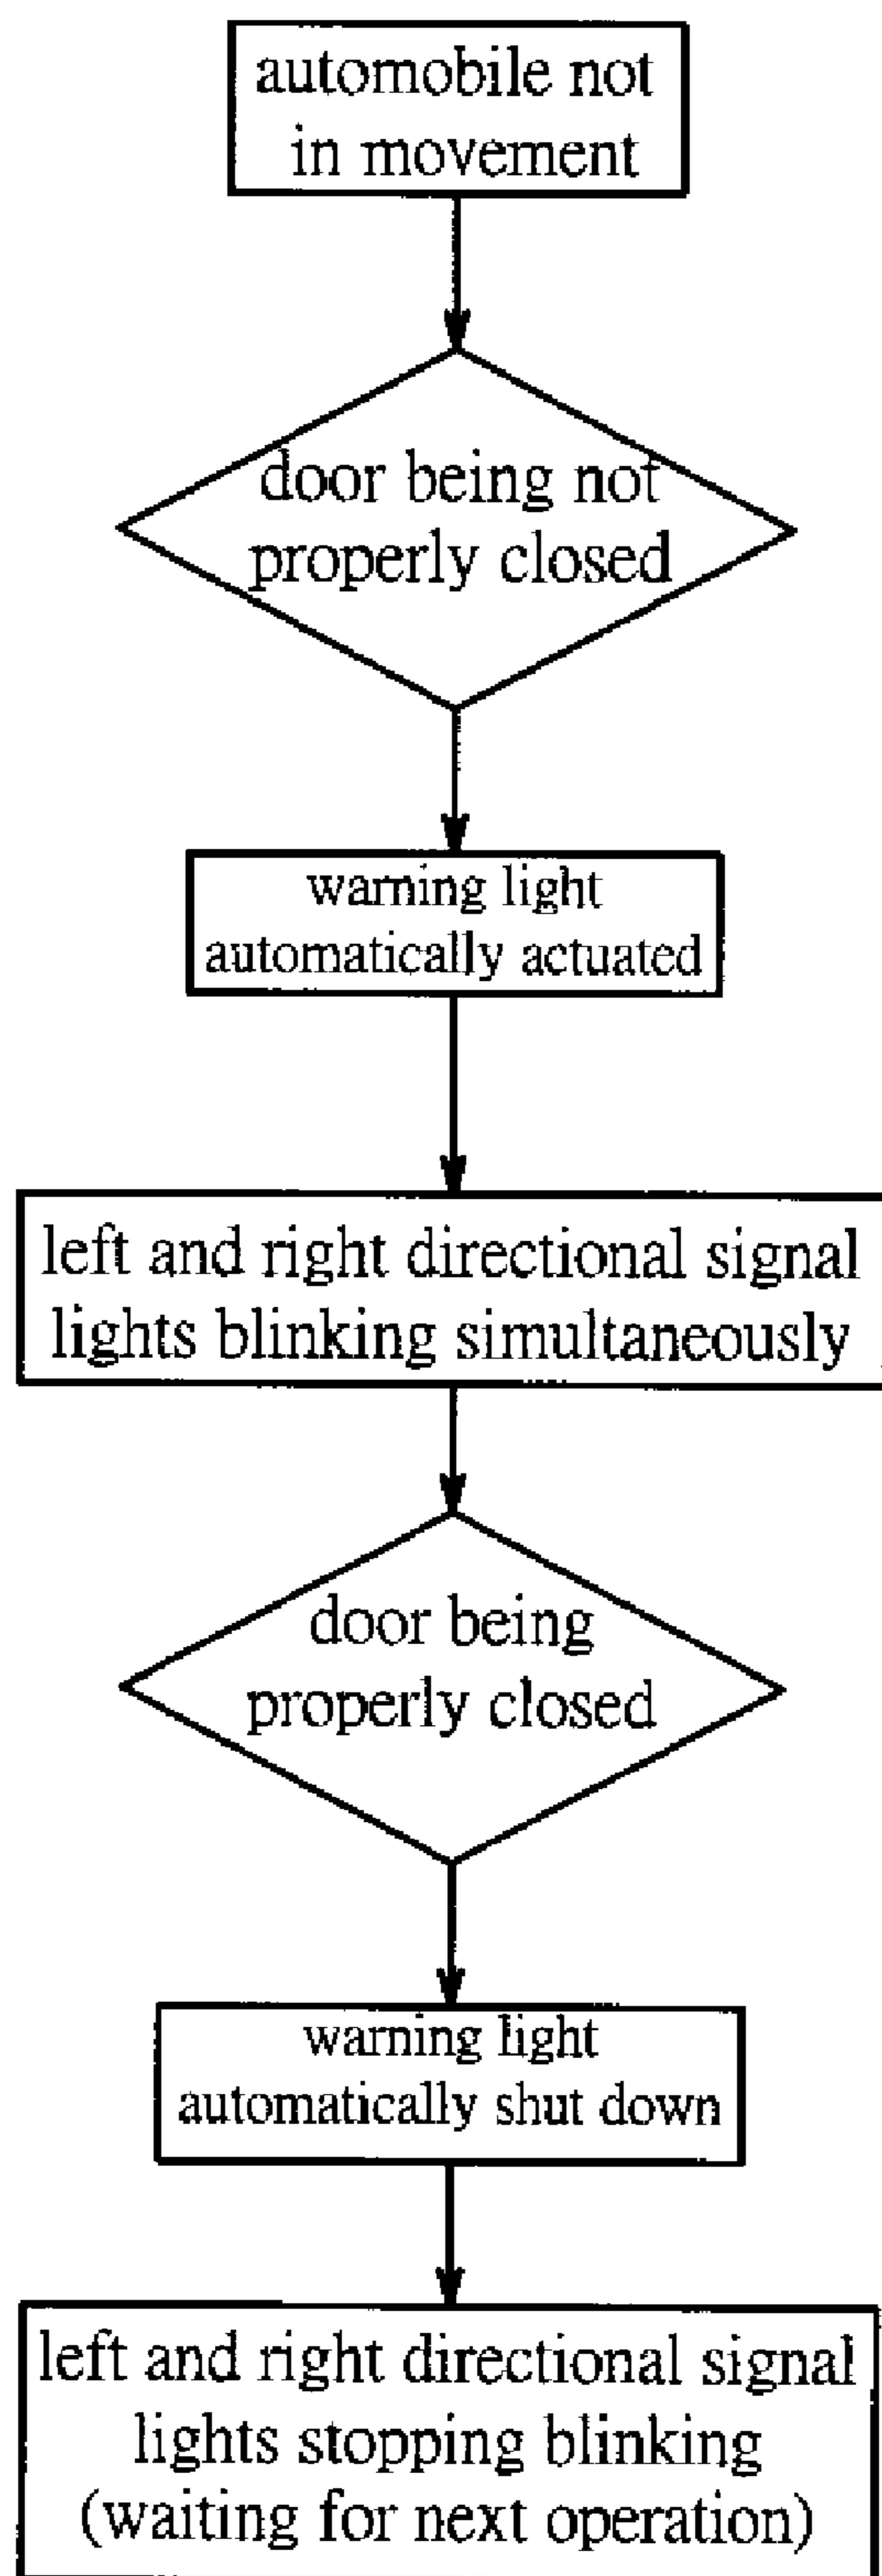 automobile not
in movement
door being not
properly closed
warning light
automatically actuated
left and right directional signal
lights blinking simultaneously
door being
properly closed
warning light
automatically shut down
left and right directional signal
lights stopping blinking
(waiting for next operation)